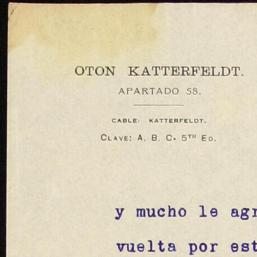 OTON KATTERFELDT.
APARTADO 58.
CABLE: KATTERFELDT.
CLAVE: A. B. C. 5TH ED.
y mucho le agr
vuelta por est